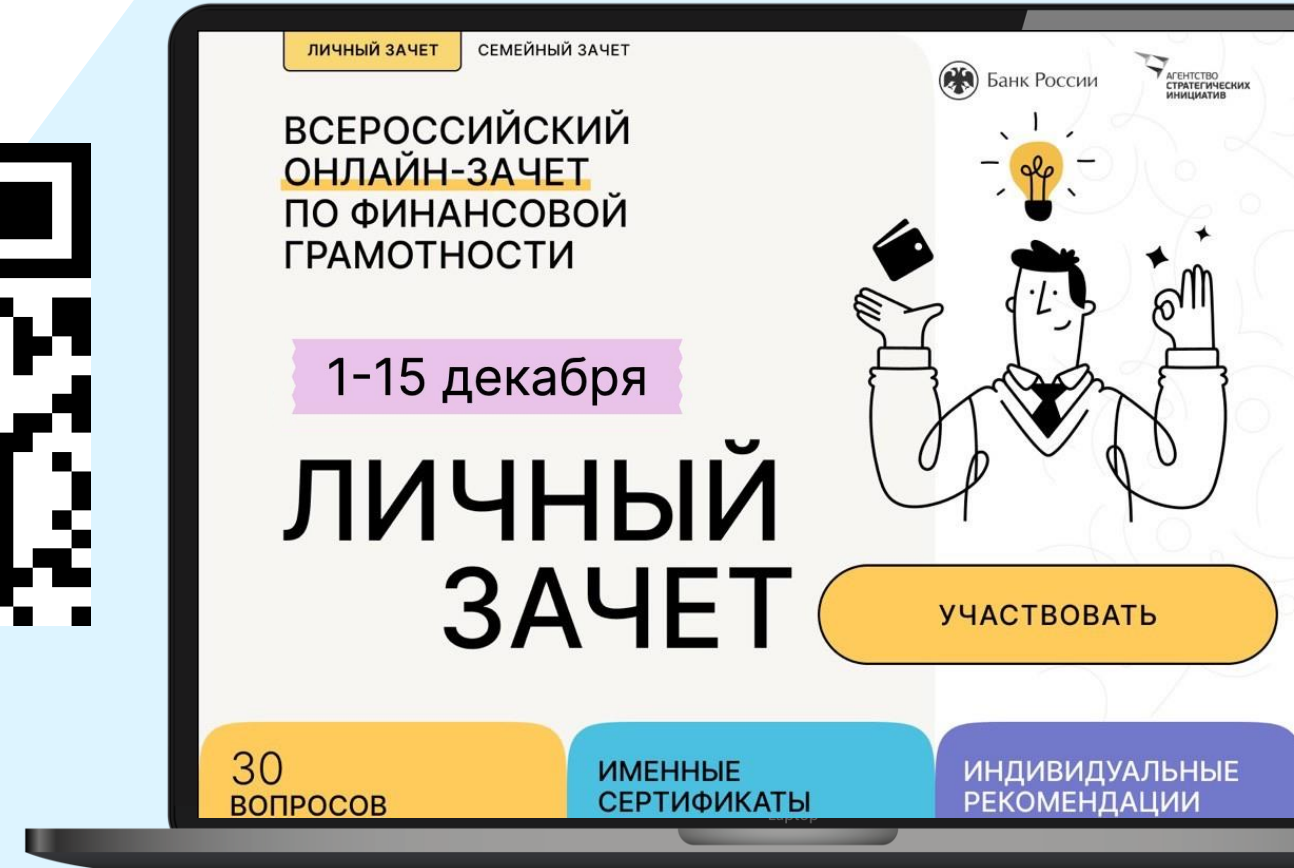 ЛИЧНЫЙ ЗАЧЕТ
СЕМЕЙНЫЙ ЗАЧЕТ
Банк России
АГЕНТСТВО
СТРАТЕГИЧЕСКИХ
ИНИЦИАТИВ
ВСЕРОССИЙСКИЙ
ОНЛАЙН-ЗАЧЕТ
ПО ФИНАНСОВОЙ
ГРАМОТНОСТИ
1-15 декабря
ЛИЧНЫЙ
ЗАЧЕТ
УЧАСТВОВАТЬ
30
ВОПРОСОВ
ИМЕННЫЕ
СЕРТИФИКАТЫ
ИНДИВИДУАЛЬНЫЕ
РЕКОМЕНДАЦИИ